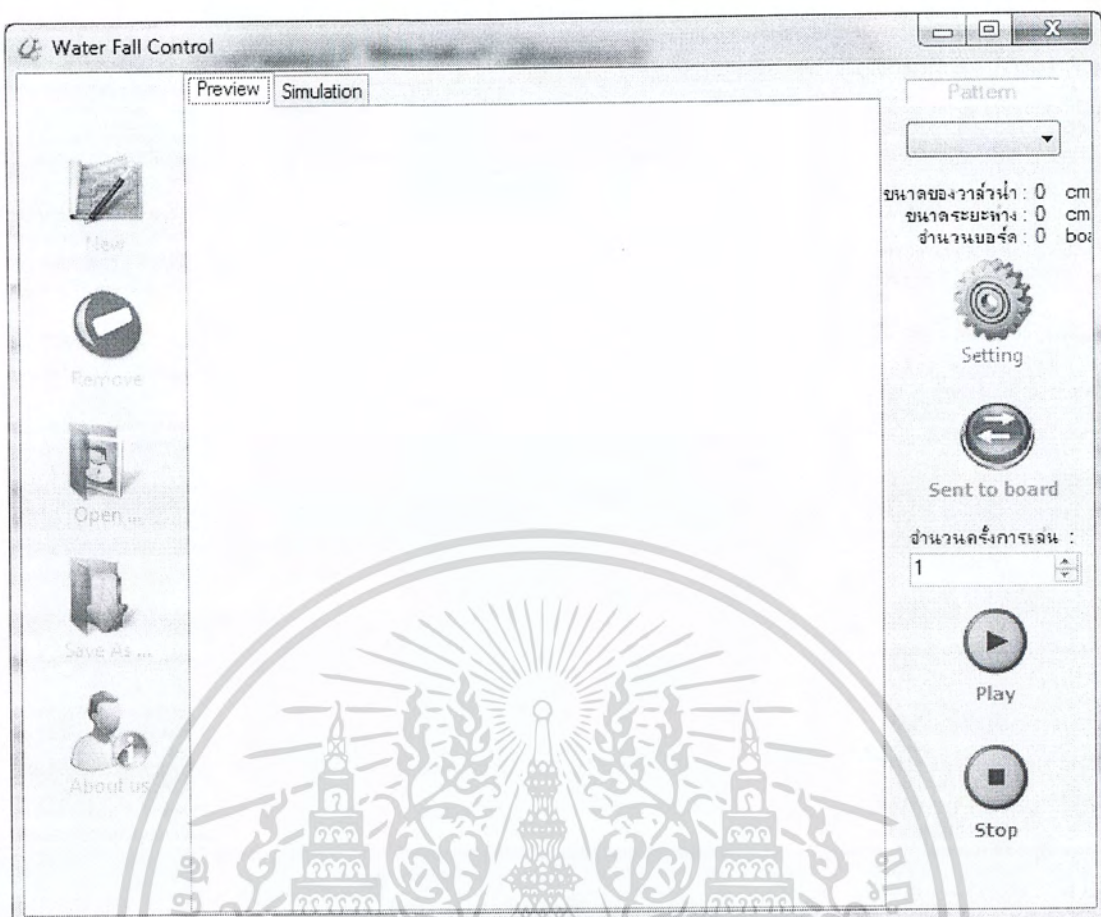 Water Fall Control
Preview
Simulation
Pattern
New
Remove
Open ...
Save As ...
About us
ขนาดของวาล์วน้ำ : 0 cm
ขนาดระยะห่าง : 0 cm
จำนวนบอร์ด : 0 boa
Setting
Sent to board
จำนวนครั้งการเล่น :
1
Play
Stop